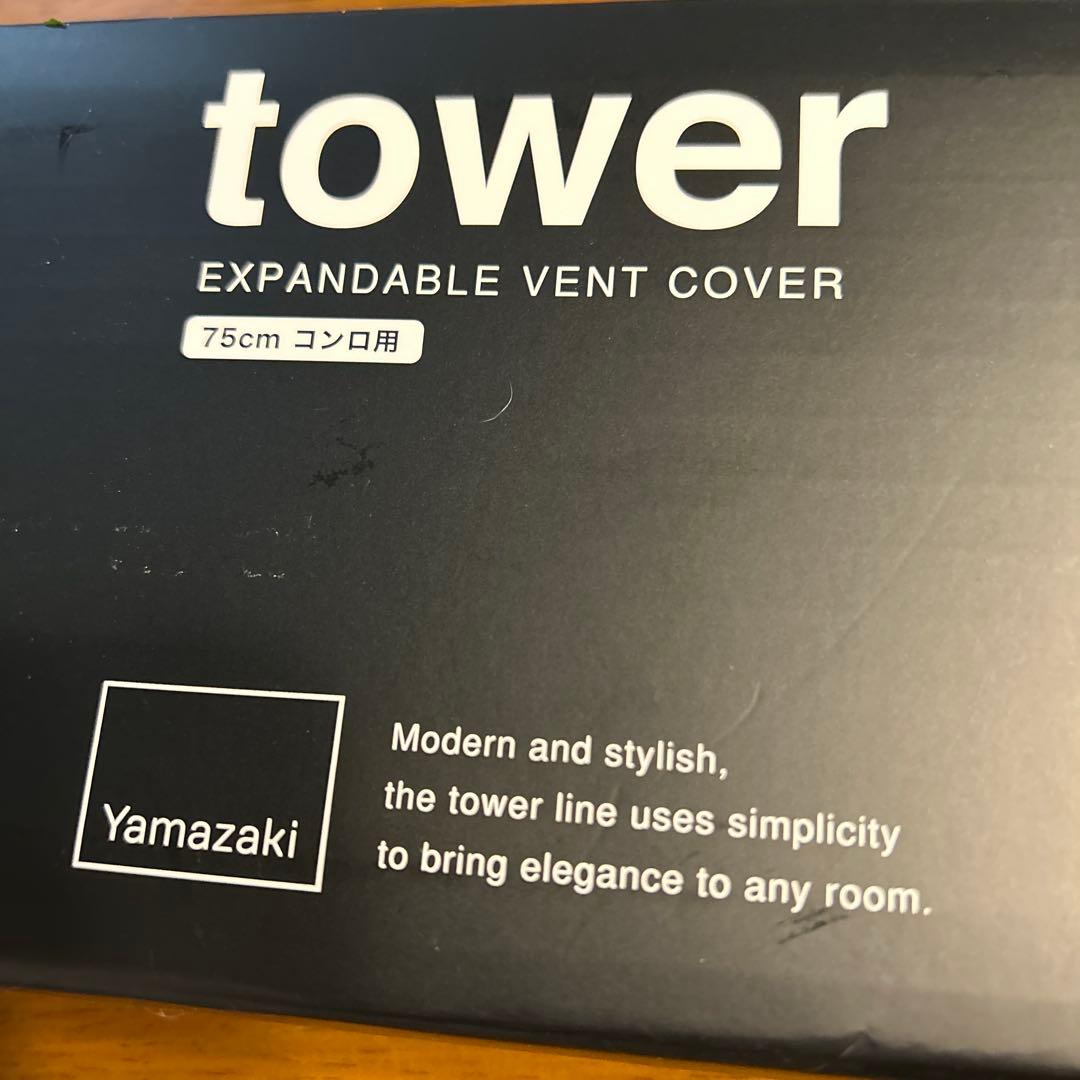 tower
EXPANDABLE VENT COVER
75cm コンロ用
Yamazaki
Modern and stylish,
the tower line uses simplicity
to bring elegance to any room.